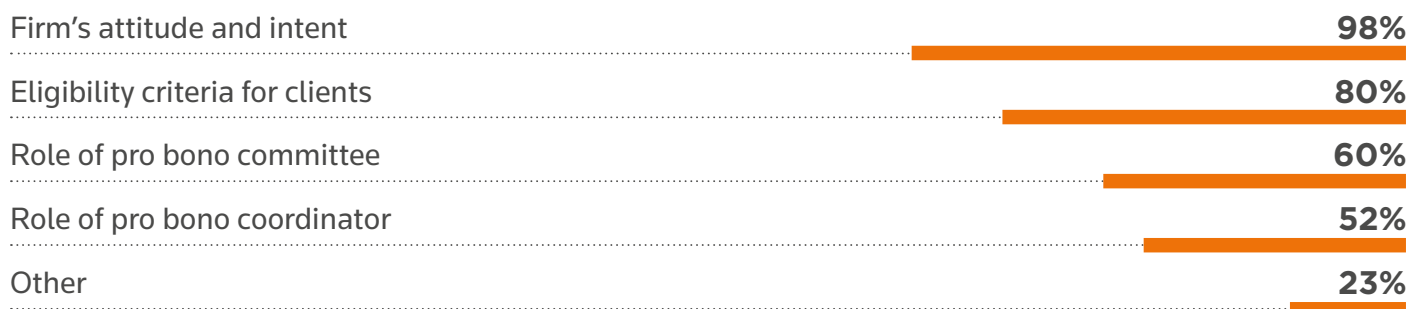 Firm’s attitude and intent 98%
Eligibility criteria for clients 80%
Role of pro bono committee 60%
Role of pro bono coordinator 52%
Other 23%